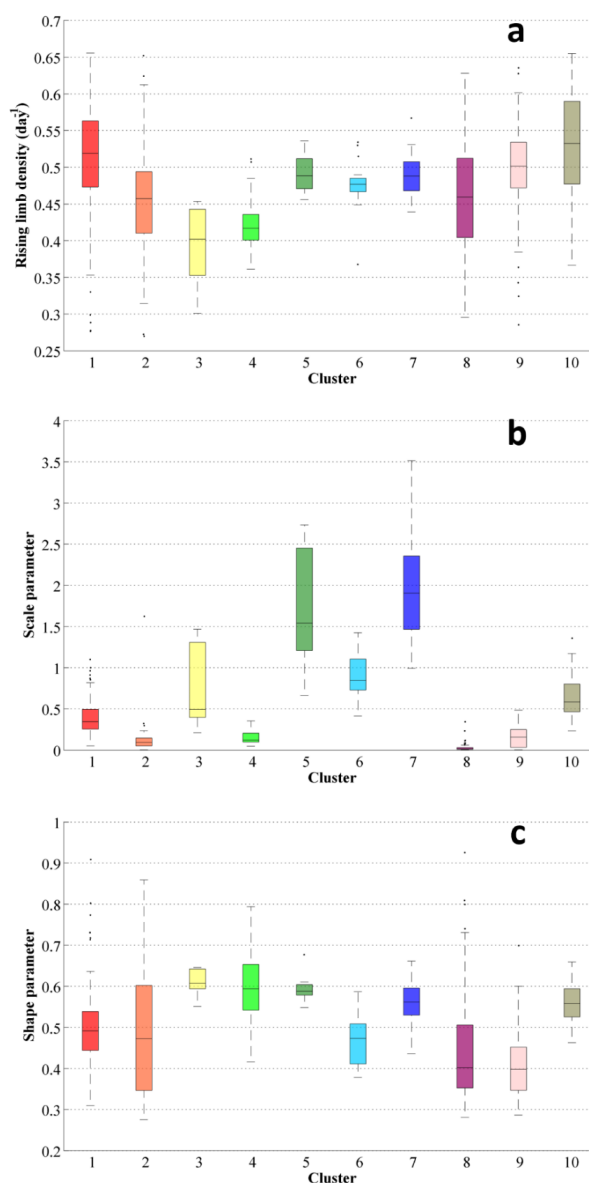 a
Rising limb density (day⁻¹)
0.7
0.65
0.6
0.55
0.5
0.45
0.4
0.35
0.3
0.25
1 2 3 4 5 6 7 8 9 10
Cluster
b
Scale parameter
4
3.5
3
2.5
2
1.5
1
0.5
0
1 2 3 4 5 6 7 8 9 10
Cluster
c
Shape parameter
1
0.9
0.8
0.7
0.6
0.5
0.4
0.3
0.2
1 2 3 4 5 6 7 8 9 10
Cluster